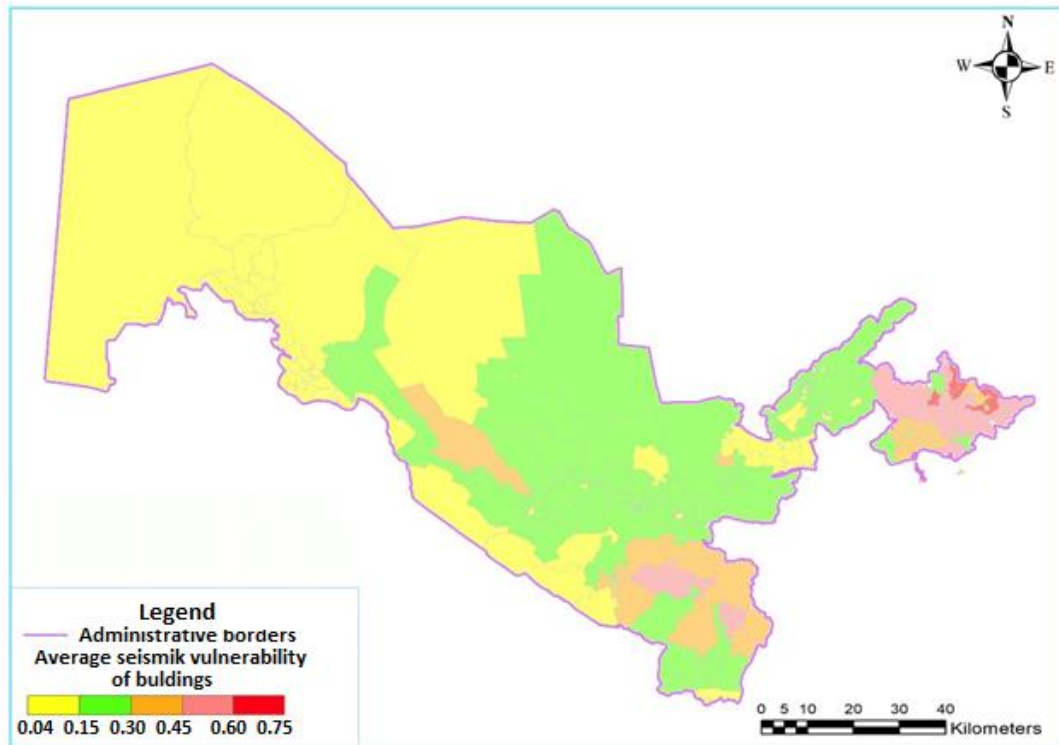 N
W E
S
Legend
Administrative borders
Average seismik vulnerability
of buldings
0.04 0.15 0.30 0.45 0.60 0.75
0 5 10 20 30 40
Kilometers